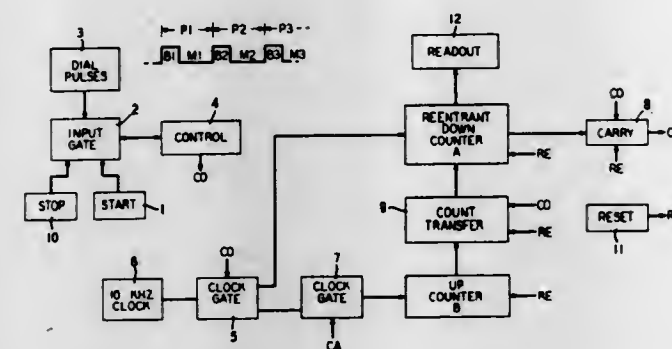 P1 P2 P3
B1 M1 B2 M2 B3 M3
3
DIAL
PULSES
2
INPUT
GATE
4
CONTROL
CO
STOP
10
START
1
12
READOUT
REENTRANT
DOWN
COUNTER
A
RE
CO
8
CARRY
RE
9
COUNT
TRANSFER
CO
RE
RESET
11
6
10 KHZ
CLOCK
CO
CLOCK
GATE
5
7
CLOCK
GATE
CA
UP
COUNTER
B
RE